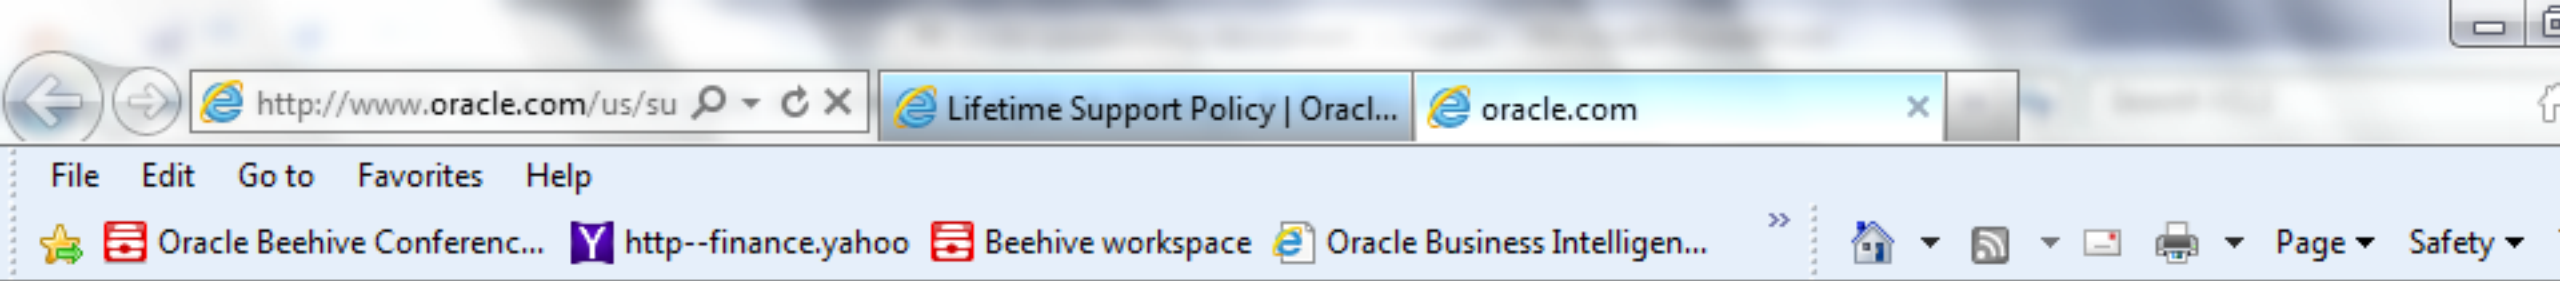 http://www.oracle.com/us/su Lifetime Support Policy | Oracl... oracle.com
File Edit Go to Favorites Help
Oracle Beehive Conferenc... http--finance.yahoo Beehive workspace Oracle Business Intelligen... » Page Safety